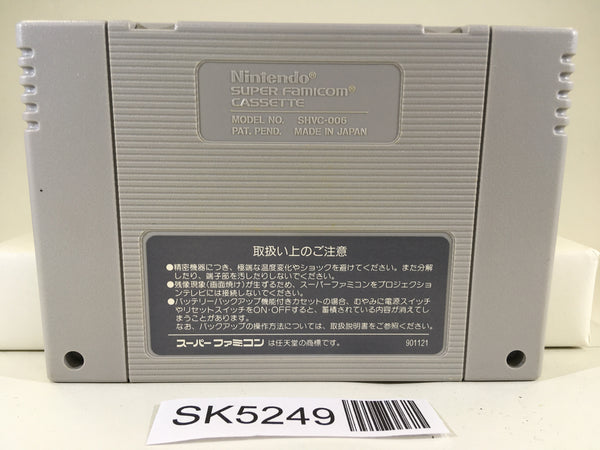 Nintendo®
SUPER FAMICOM®
CASSETTE
MODEL NO. SHVC-006
PAT. PEND. MADE IN JAPAN
取扱い上のご注意
●精密機器につき、極端な温度変化やショックを避けてください。また分解
したり、端子部を汚したりしないでください。
●残像現象(画面焼け)が生ずるため、スーパーファミコンをプロジェクショ
ンテレビには接続しないでください。
●バッテリーバックアップ機能付きカセットの場合、むやみに電源スイッチ
やリセットスイッチをON・OFFすると、蓄積されている内容が消えてし
まうことがあります。
なお、バックアップの操作方法については、取扱説明書をご参照ください。
スーパーファミコン は任天堂の商標です。 901121
SK5249